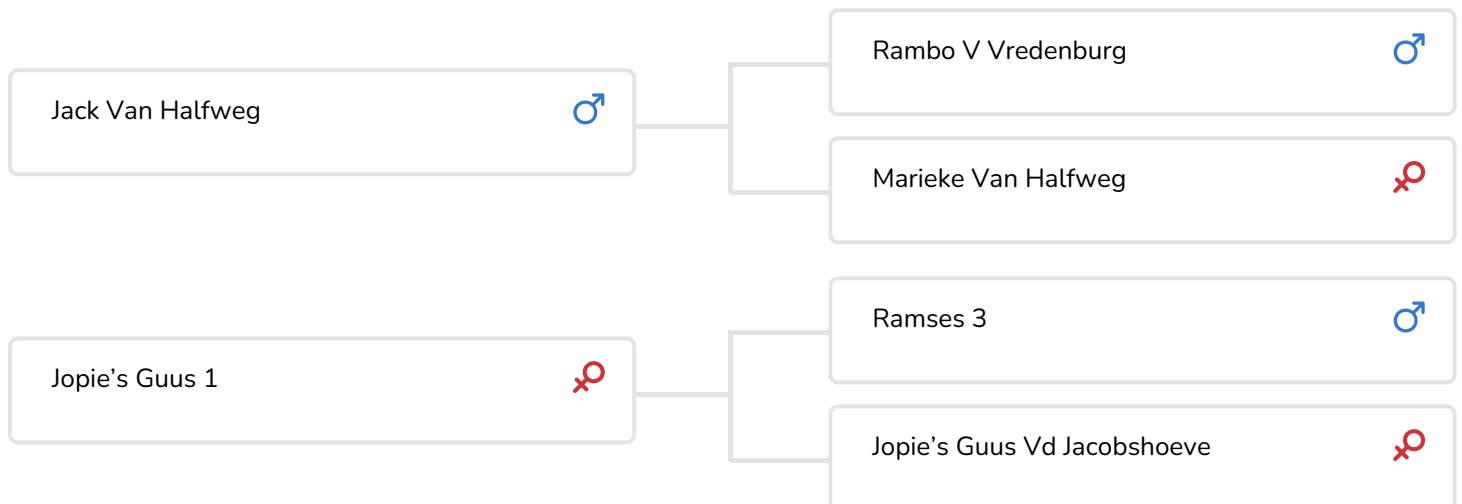 Rambo V Vredenburg
Jack Van Halfweg
Marieke Van Halfweg
Ramses 3
Jopie’s Guus 1
Jopie’s Guus Vd Jacobshoeve